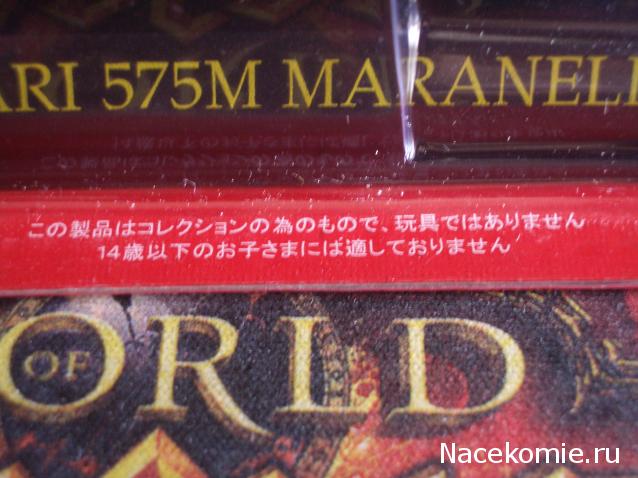 ARI 575M MARANELL
この製品はコレクションの為のもので、玩具ではありません
14歳以下のお子さまには適しておりません
WORLD
OF
Nacekomie.ru